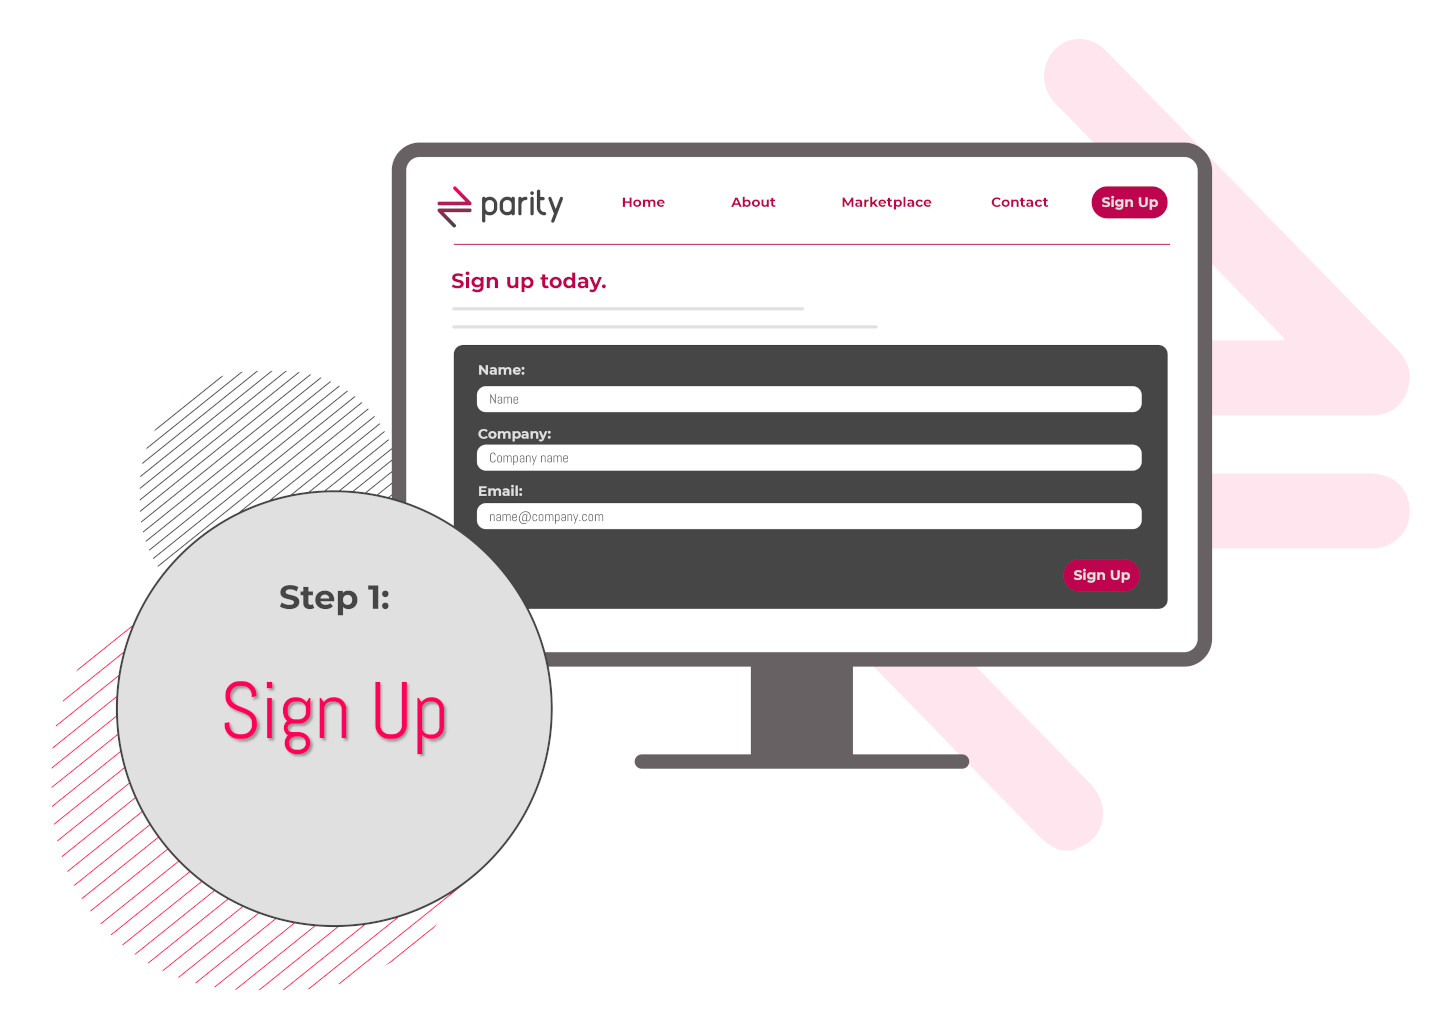 parity
Home About Marketplace Contact Sign Up
Sign up today.
Name:
Name
Company:
Company name
Email:
name@company.com
Sign Up
Step 1:
Sign Up